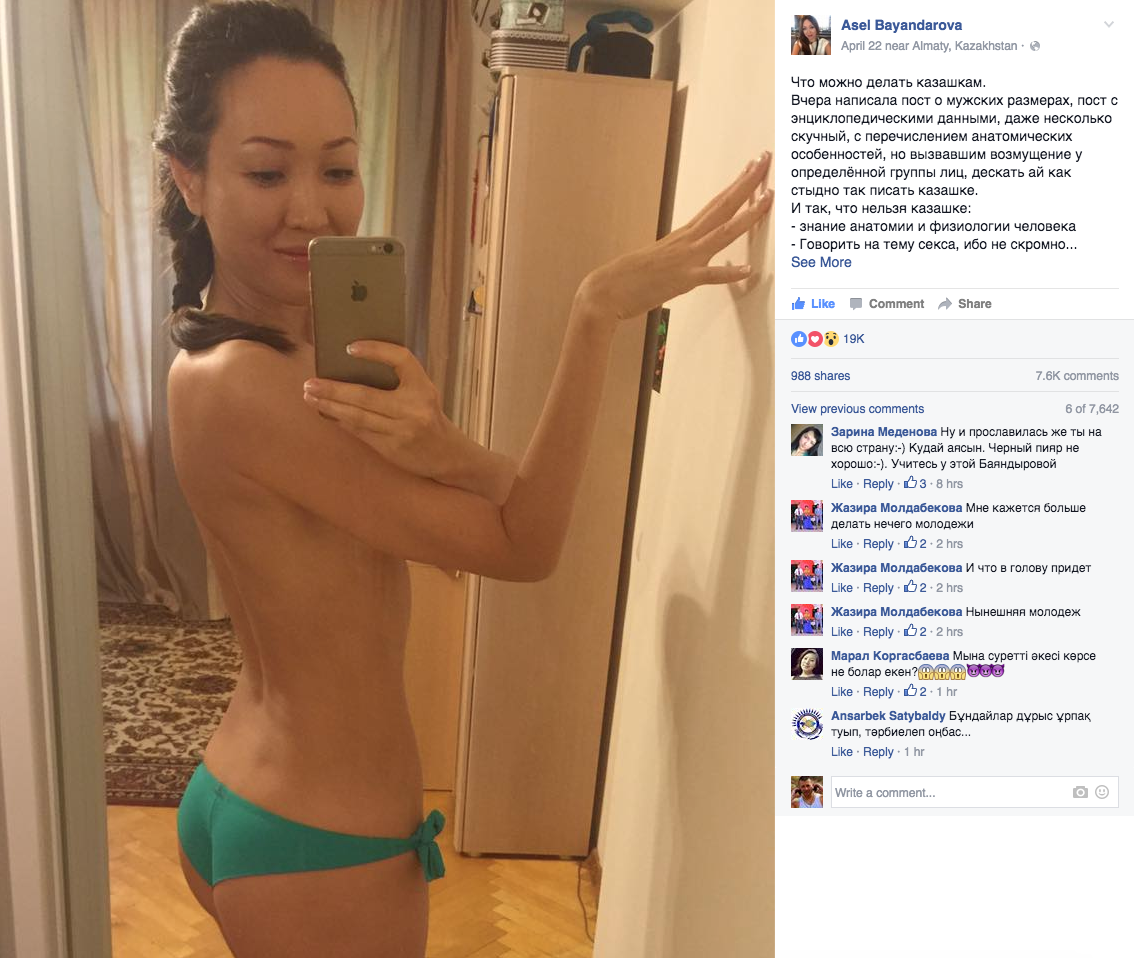 Asel Bayandarova
April 22 near Almaty, Kazakhstan ·
Что можно делать казашкам.
Вчера написала пост о мужских размерах, пост с
энциклопедическими данными, даже несколько
скучный, с перечислением анатомических
особенностей, но вызвавшим возмущение у
определённой группы лиц, дескать ай как
стыдно так писать казашке.
И так, что нельзя казашке:
- знание анатомии и физиологии человека
- Говорить на тему секса, ибо не скромно...
See More
Like Comment Share
19K
988 shares 7.6K comments
View previous comments 6 of 7,642
Зарина Меденова Ну и прославилась же ты на
всю страну:-) Кудай аясын. Черный пияр не
хорошо:-). Учитесь у этой Баяндыровой
Like · Reply · 3 · 8 hrs
Жазира Молдабекова Мне кажется больше
делать нечего молодежи
Like · Reply · 2 · 2 hrs
Жазира Молдабекова И что в голову придет
Like · Reply · 2 · 2 hrs
Жазира Молдабекова Нынешняя молодеж
Like · Reply · 2 · 2 hrs
Марал Коргасбаева Мына суретті әкесі көрсе
не болар екен?😱😱😱😈😈😈
Like · Reply · 2 · 1 hr
Ansarbek Satybaldy Бұндайлар дұрыс ұрпақ
туып, тәрбиелеп оңбас...
Like · Reply · 1 hr
Write a comment...